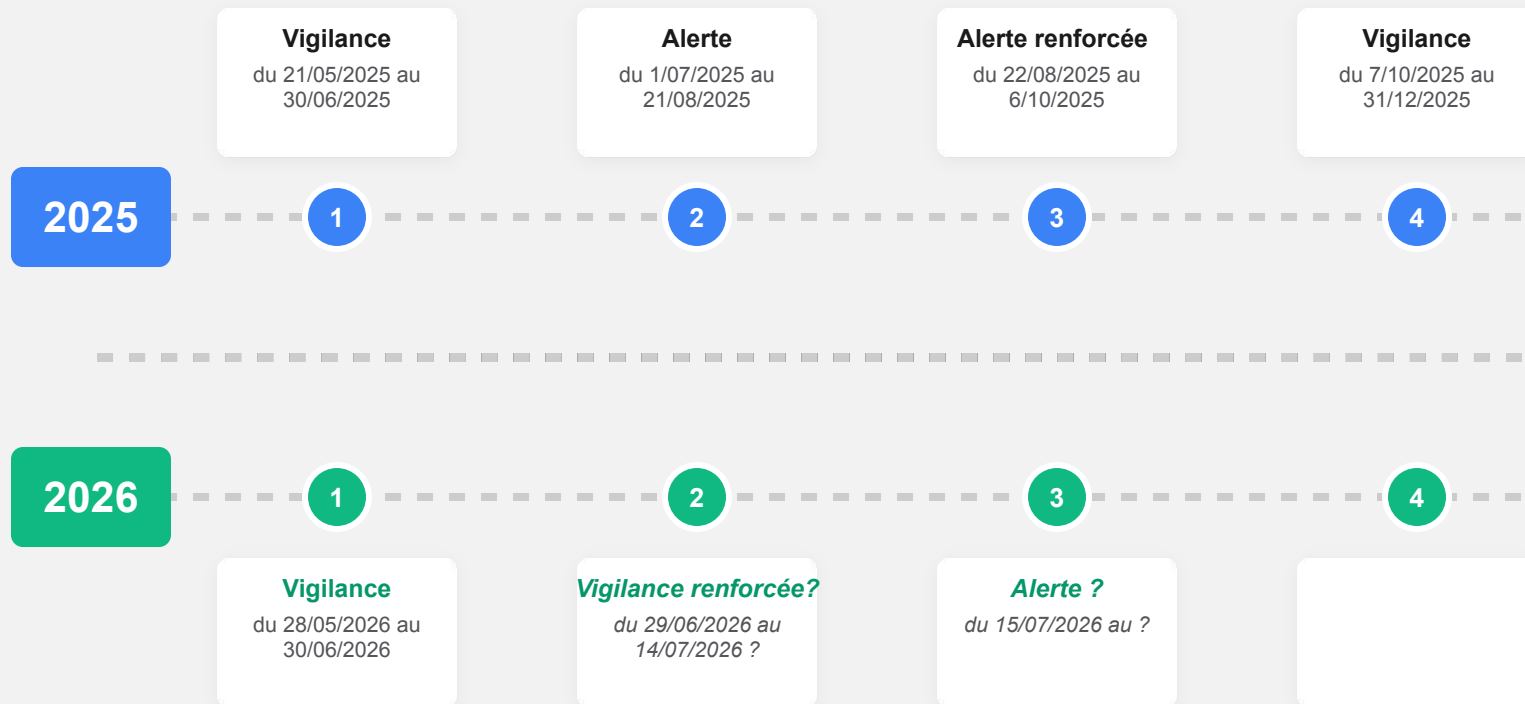 Vigilance
du 21/05/2025 au
30/06/2025
Alerte
du 1/07/2025 au
21/08/2025
Alerte renforcée
du 22/08/2025 au
6/10/2025
Vigilance
du 7/10/2025 au
31/12/2025
2025
1
2
3
4
2026
1
2
3
4
Vigilance
du 28/05/2026 au
30/06/2026
Vigilance renforcée?
du 29/06/2026 au
14/07/2026 ?
Alerte ?
du 15/07/2026 au ?